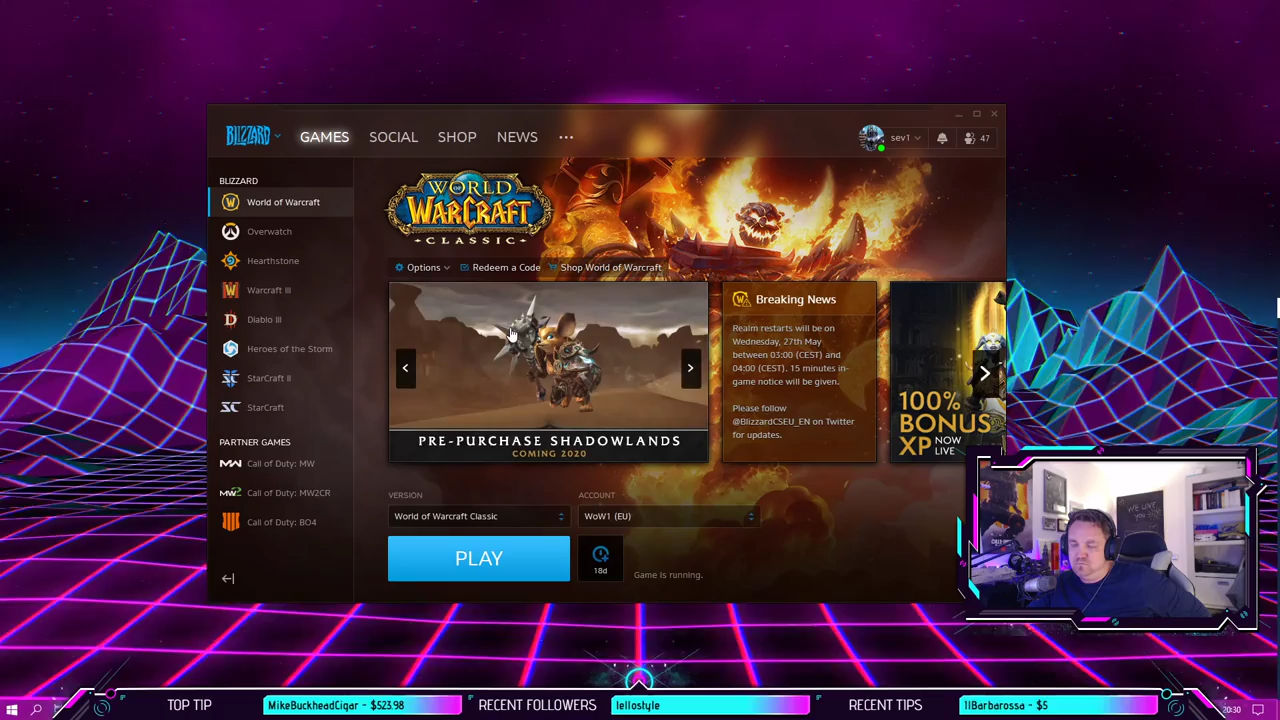 BLIZZARD
GAMES
SOCIAL
SHOP
NEWS
sev1
47
BLIZZARD
World of Warcraft
Overwatch
Hearthstone
Warcraft III
Diablo III
Heroes of the Storm
StarCraft II
StarCraft
PARTNER GAMES
Call of Duty: MW
Call of Duty: MW2CR
Call of Duty: BO4
WORLD
OF
WARCRAFT
CLASSIC
Options
Redeem a Code
Shop World of Warcraft
PRE-PURCHASE SHADOWLANDS
COMING 2020
Breaking News
Realm restarts will be on
Wednesday, 27th May
between 03:00 (CEST) and
04:00 (CEST). 15 minutes in-
game notice will be given.
Please follow
@BlizzardCSEU_EN on Twitter
for updates.
100%
BONUS
XP NOW
LIVE
VERSION
World of Warcraft Classic
ACCOUNT
WoW1 (EU)
PLAY
18d
Game is running.
TOP TIP
MikeBuckheadCigar - $523.98
RECENT FOLLOWERS
lellostyle
RECENT TIPS
11Barbarossa - $5
20:30